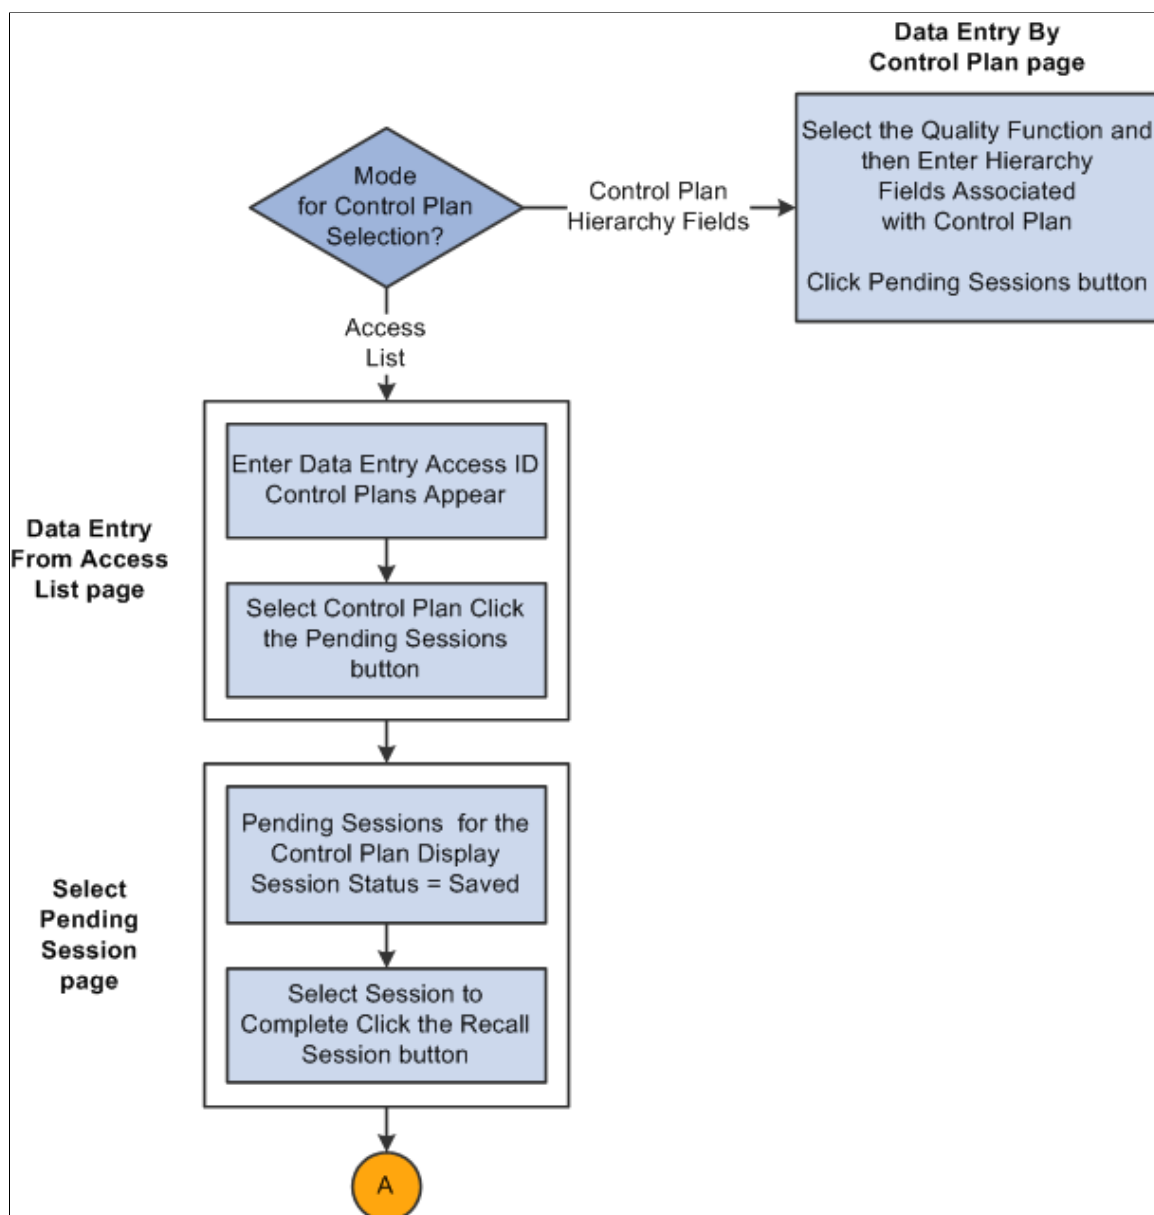 Data Entry By
Control Plan page
Select the Quality Function and
then Enter Hierarchy
Fields Associated
with Control Plan
Click Pending Sessions button
Mode
for Control Plan
Selection?
Control Plan
Hierarchy Fields
Access
List
Data Entry
From Access
List page
Enter Data Entry Access ID
Control Plans Appear
Select Control Plan Click
the Pending Sessions
button
Select
Pending
Session
page
Pending Sessions for the
Control Plan Display
Session Status = Saved
Select Session to
Complete Click the Recall
Session button
A